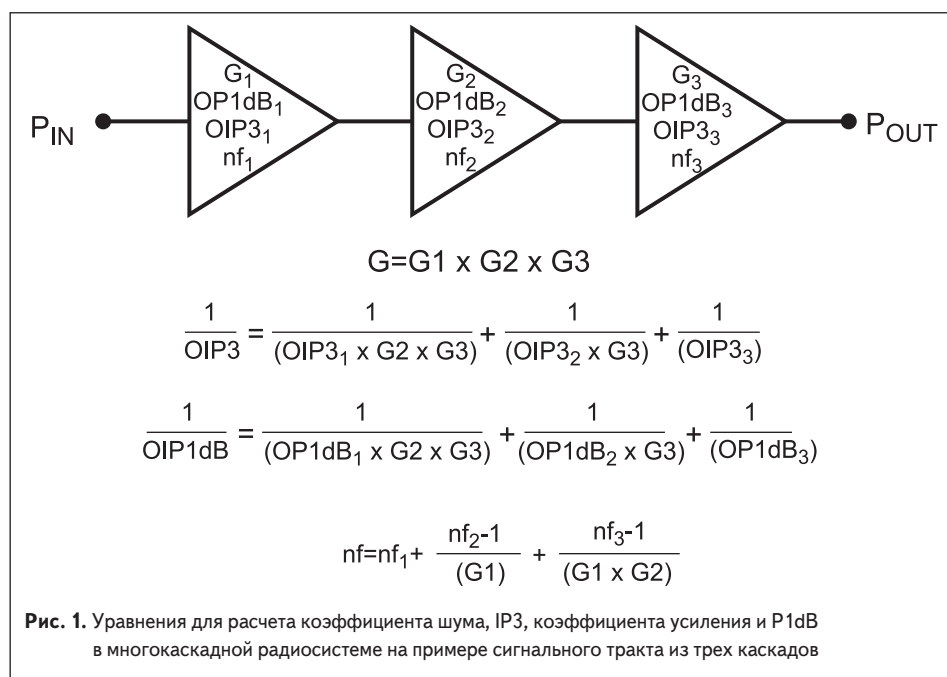 G1
OP1dB1
OIP31
nf1
G2
OP1dB2
OIP32
nf2
G3
OP1dB3
OIP33
nf3
PIN
POUT
G=G1 x G2 x G3
1/OIP3 = 1/(OIP31 x G2 x G3) + 1/(OIP32 x G3) + 1/(OIP33)
1/OIP1dB = 1/(OP1dB1 x G2 x G3) + 1/(OP1dB2 x G3) + 1/(OP1dB3)
nf=nf1+ nf2-1/(G1) + nf3-1/(G1 x G2)
Рис. 1. Уравнения для расчета коэффициента шума, IP3, коэффициента усиления и P1dB
в многокаскадной радиосистеме на примере сигнального тракта из трех каскадов